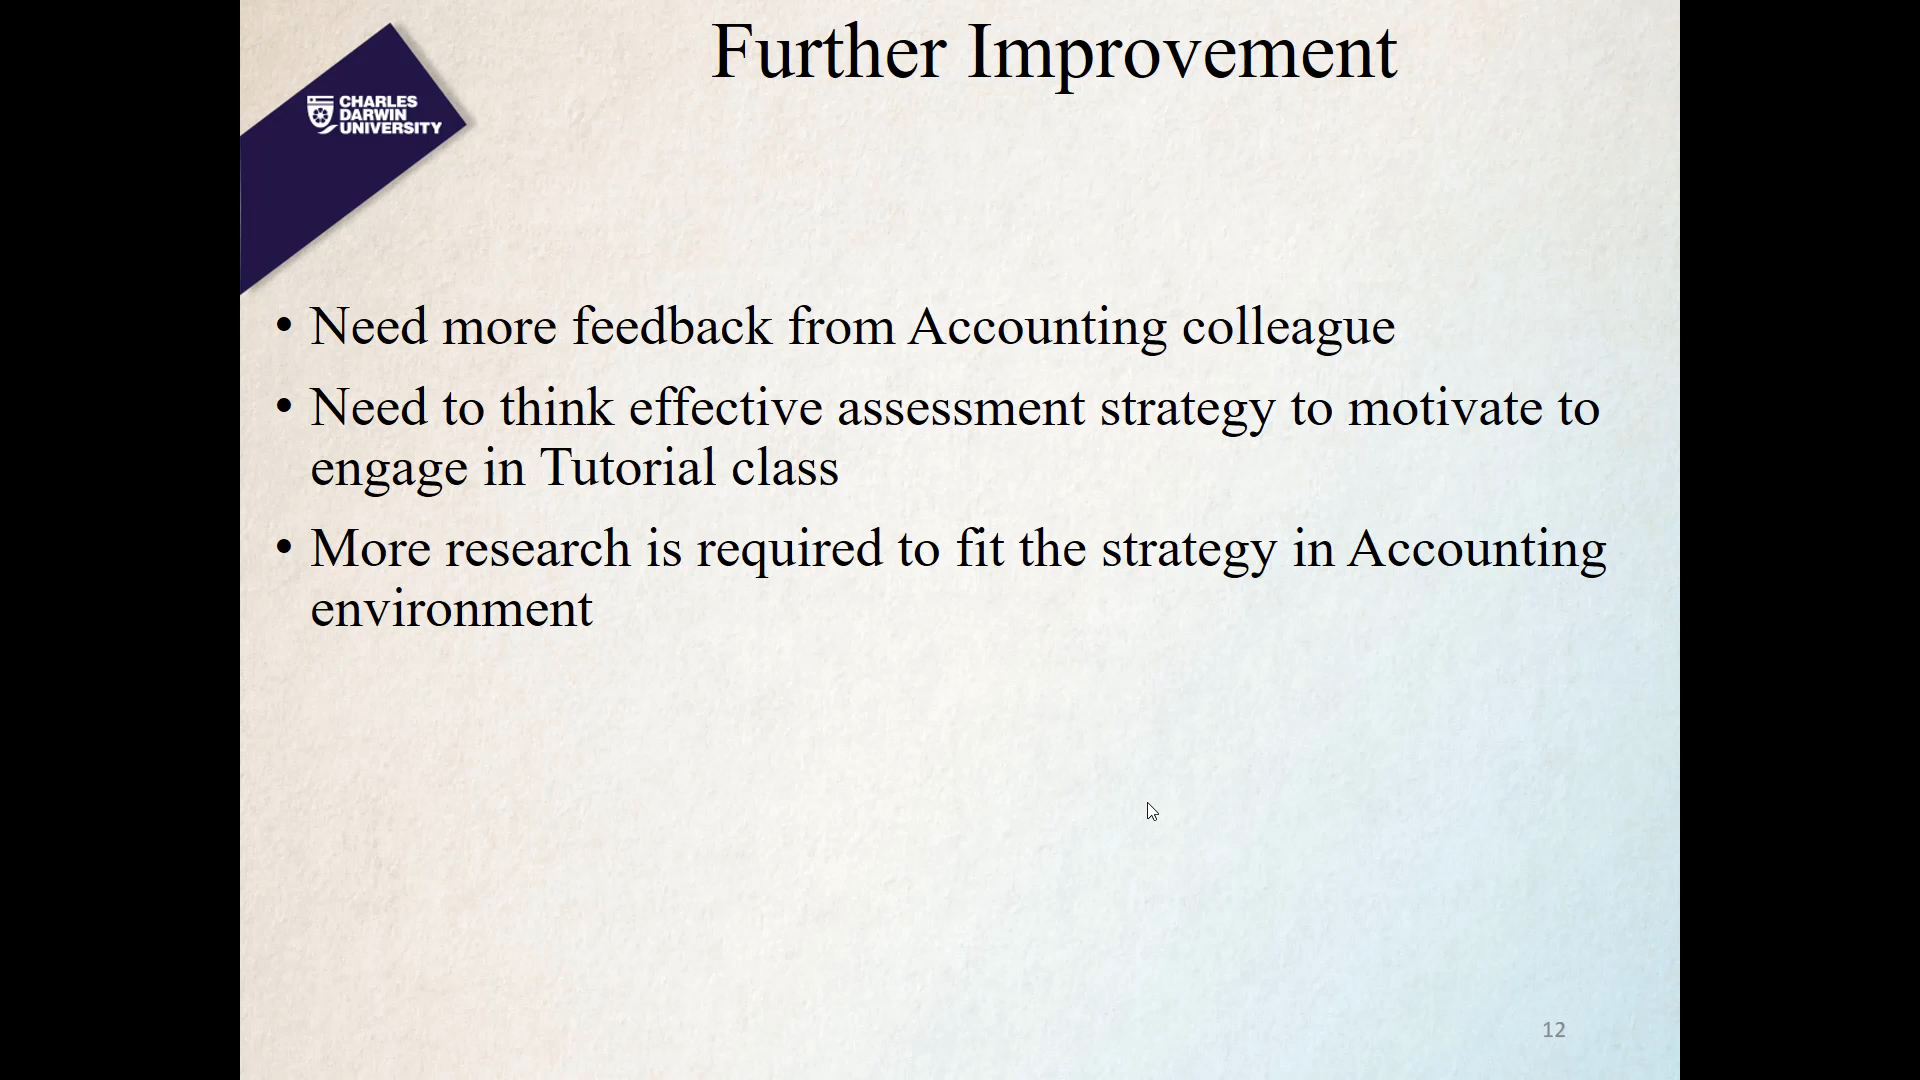 Further Improvement
CHARLES
DARWIN
UNIVERSITY
• Need more feedback from Accounting colleague
• Need to think effective assessment strategy to motivate to
engage in Tutorial class
• More research is required to fit the strategy in Accounting
environment
12